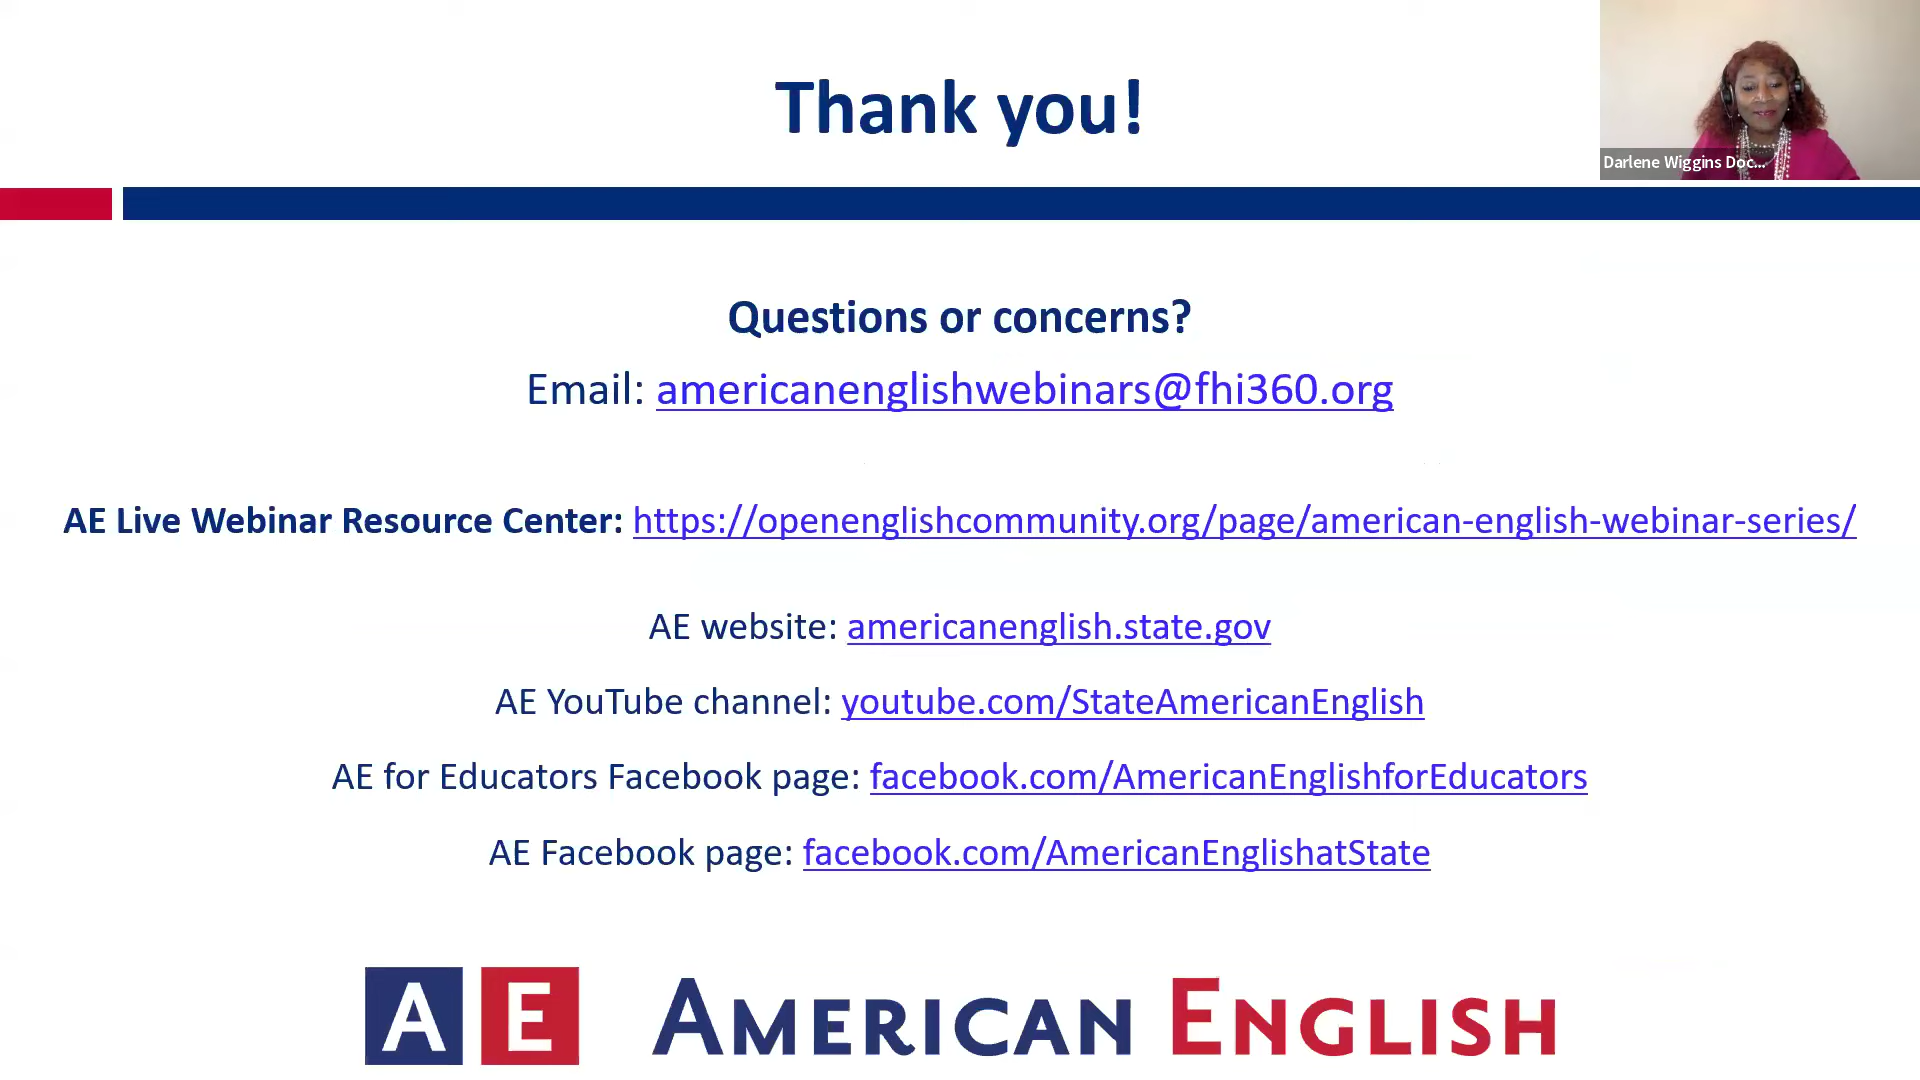 Thank you!
Darlene Wiggins Doc...
Questions or concerns?
Email: americanenglishwebinars@fhi360.org
AE Live Webinar Resource Center: https://openenglishcommunity.org/page/american-english-webinar-series/
AE website: americanenglish.state.gov
AE YouTube channel: youtube.com/StateAmericanEnglish
AE for Educators Facebook page: facebook.com/AmericanEnglishforEducators
AE Facebook page: facebook.com/AmericanEnglishatState
AE AMERICAN ENGLISH